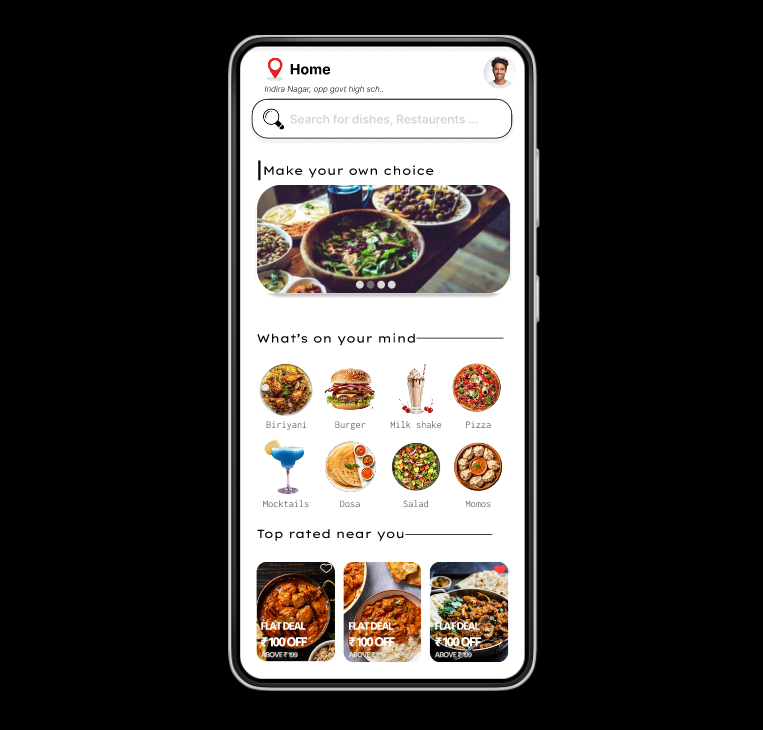 Home
Indira Nagar, opp govt high sch..
Search for dishes, Restaurents ...
Make your own choice
What's on your mind
Biriyani Burger Milk shake Pizza
Mocktails Dosa Salad Momos
Top rated near you
FLAT DEAL FLAT DEAL FLAT DEAL
₹ 100 OFF ₹ 100 OFF ₹ 100 OFF
ABOVE ₹ 199 ABOVE ₹ 199 ABOVE ₹ 199